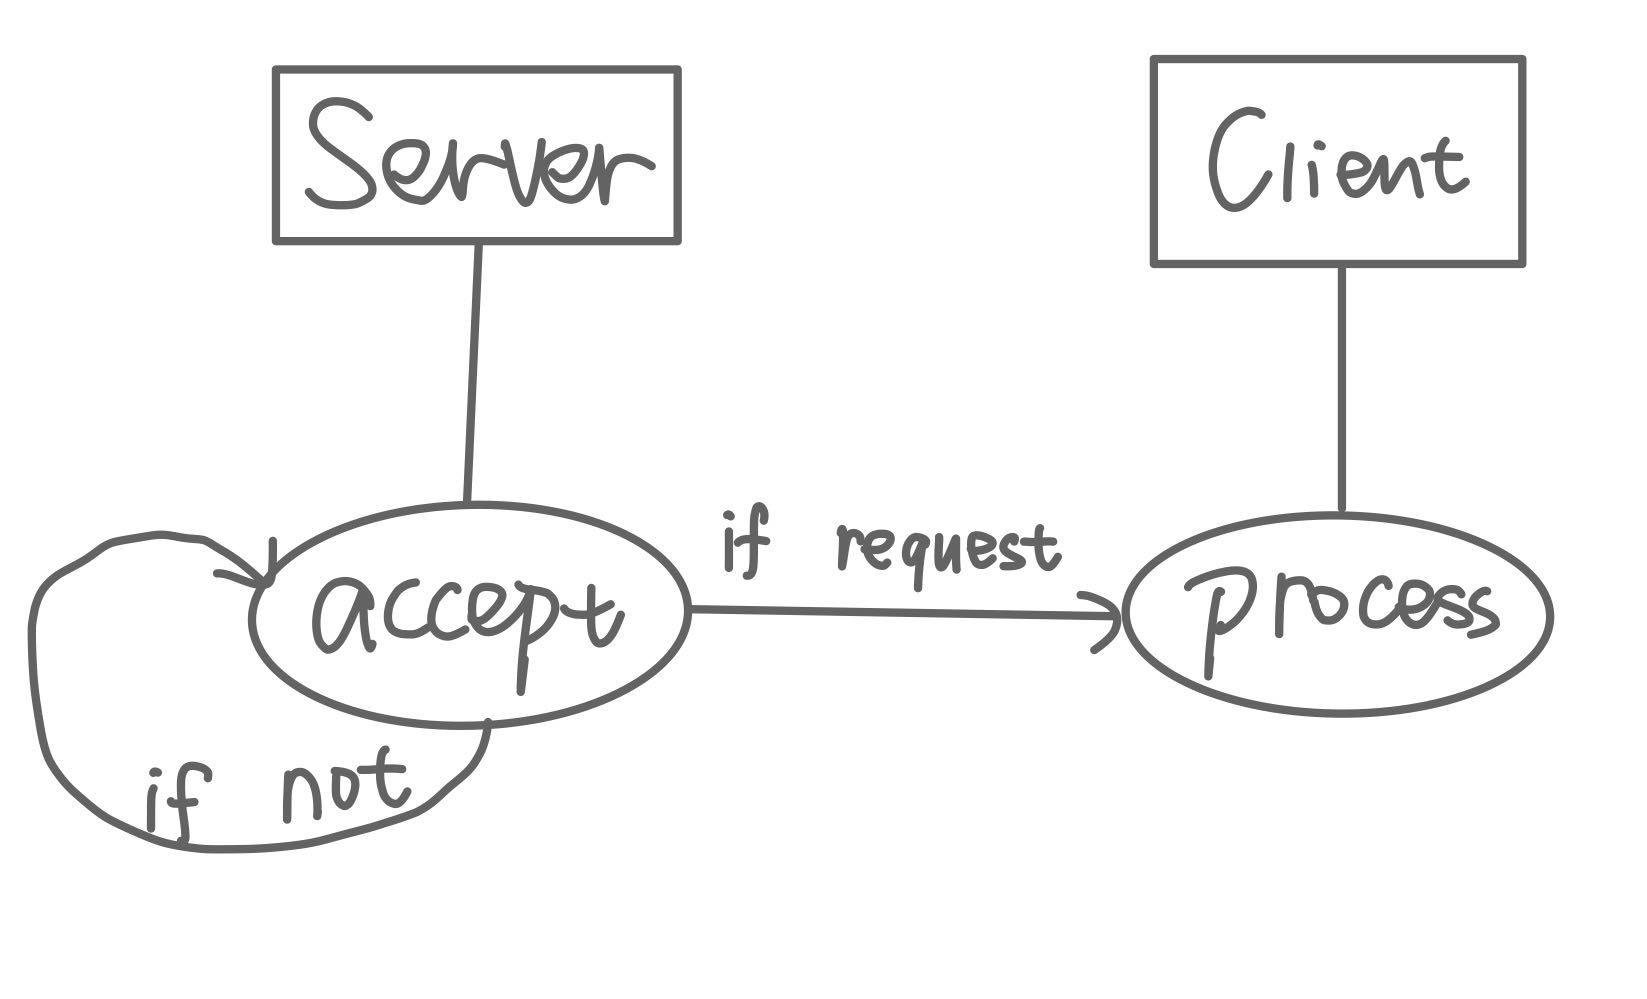 Server
Client
if request
accept
process
if not